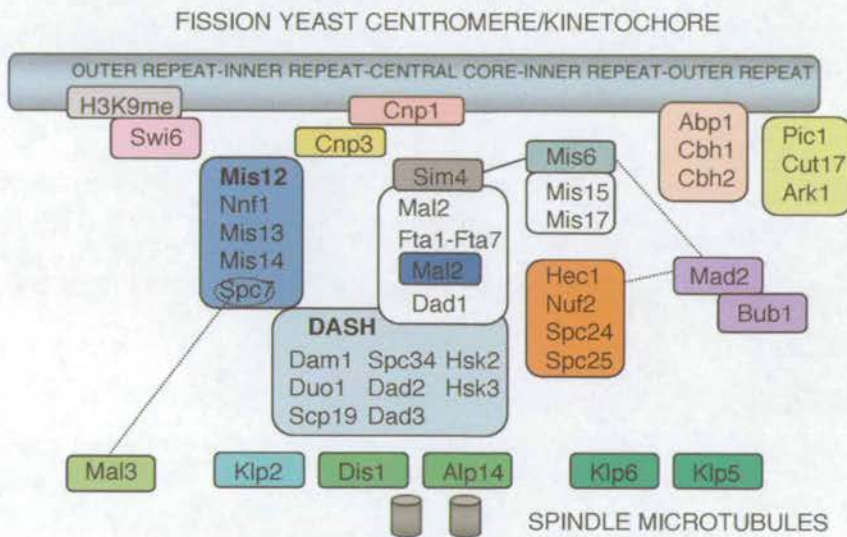 FISSION YEAST CENTROMERE/KINETOCHORE
OUTER REPEAT-INNER REPEAT-CENTRAL CORE-INNER REPEAT-OUTER REPEAT
H3K9me
Swi6
Cnp1
Cnp3
Abp1
Cbh1
Cbh2
Pic1
Cut17
Ark1
Mis12
Nnf1
Mis13
Mis14
Spc7
Sim4
Mal2
Fta1-Fta7
Mal2
Dad1
Mis6
Mis15
Mis17
Hec1
Nuf2
Spc24
Spc25
Mad2
Bub1
DASH
Dam1 Spc34 Hsk2
Duo1 Dad2 Hsk3
Scp19 Dad3
Mal3
Klp2
Dis1
Alp14
Klp6
Klp5
SPINDLE MICROTUBULES